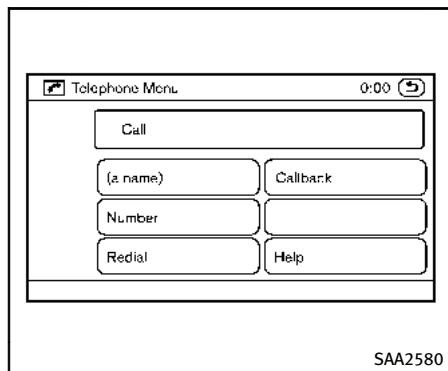 Telephone Menu 0:00
Call
(a name) Callback
Number
Redial Help
SAA2580